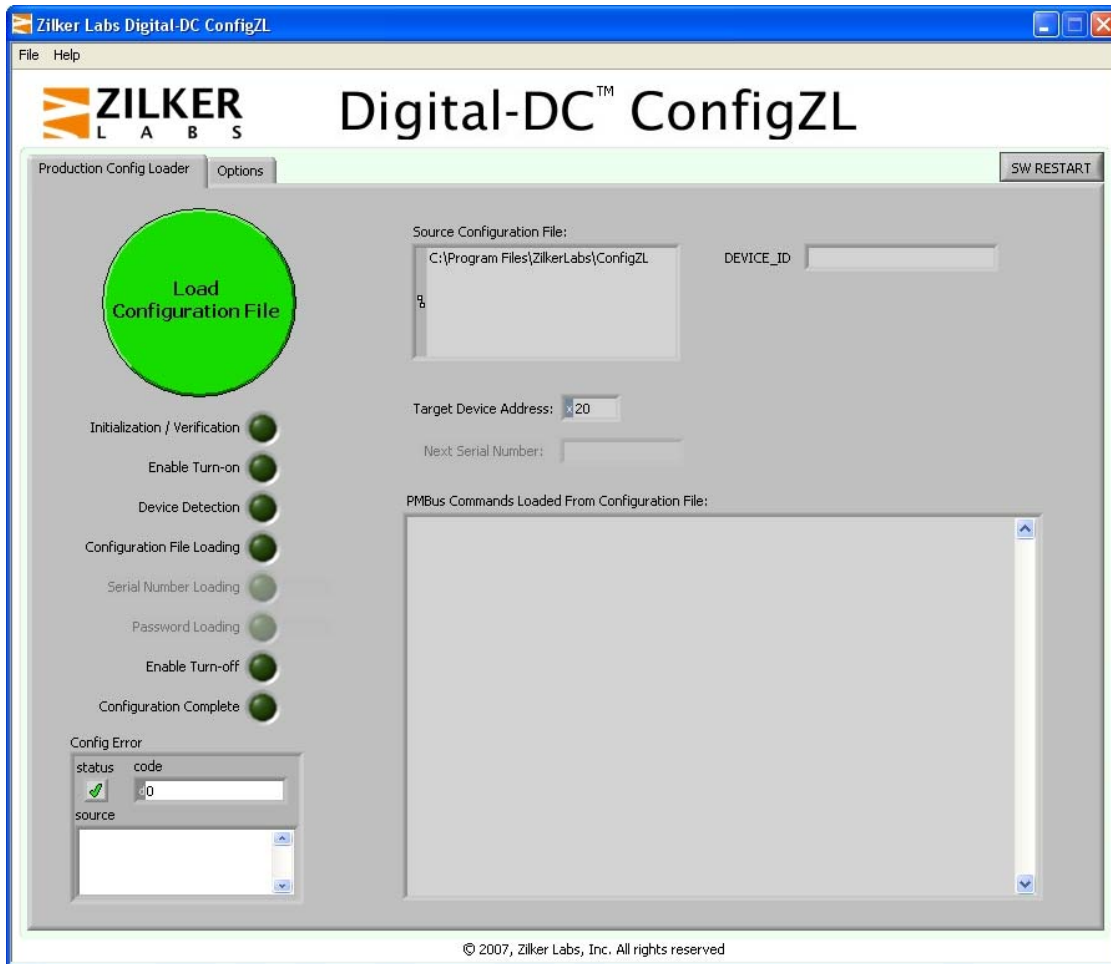 Zilker Labs Digital-DC ConfigZL
File Help
ZILKER
LABS
Digital-DC™ ConfigZL
Production Config Loader
Options
SW RESTART
Load
Configuration File
Source Configuration File:
C:\Program Files\ZilkerLabs\ConfigZL
DEVICE_ID
Target Device Address: x20
Next Serial Number:
Initialization / Verification
Enable Turn-on
Device Detection
Configuration File Loading
Serial Number Loading
Password Loading
Enable Turn-off
Configuration Complete
PMBus Commands Loaded From Configuration File:
Config Error
status code
d0
source
© 2007, Zilker Labs, Inc. All rights reserved